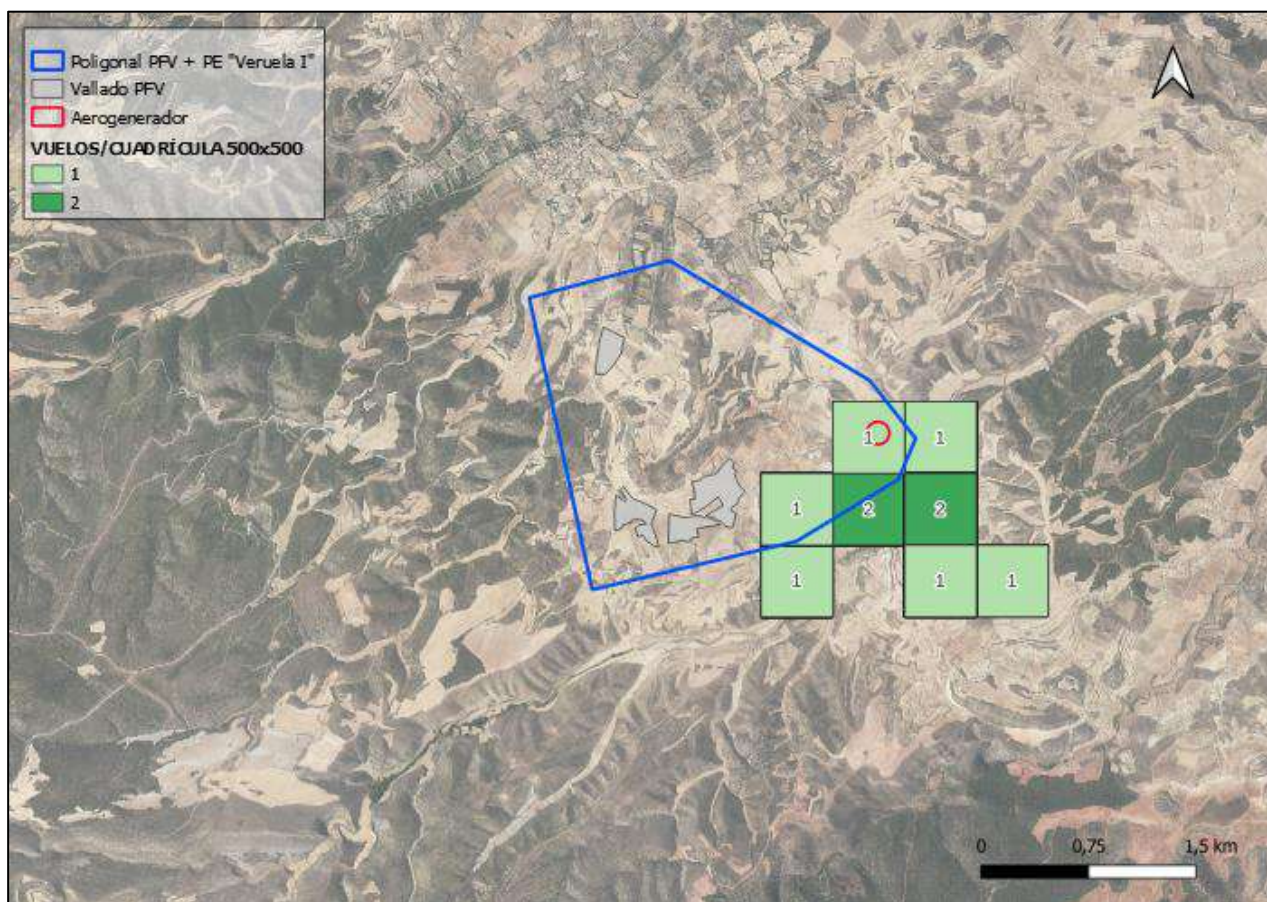 Poligonal PFV + PE "Veruela I"
Vallado PFV
Aerogenerador
VUELOS/CUADRÍCULA 500x500
1
2
1 1
1 2 2
1 1 1
0 0,75 1,5 km